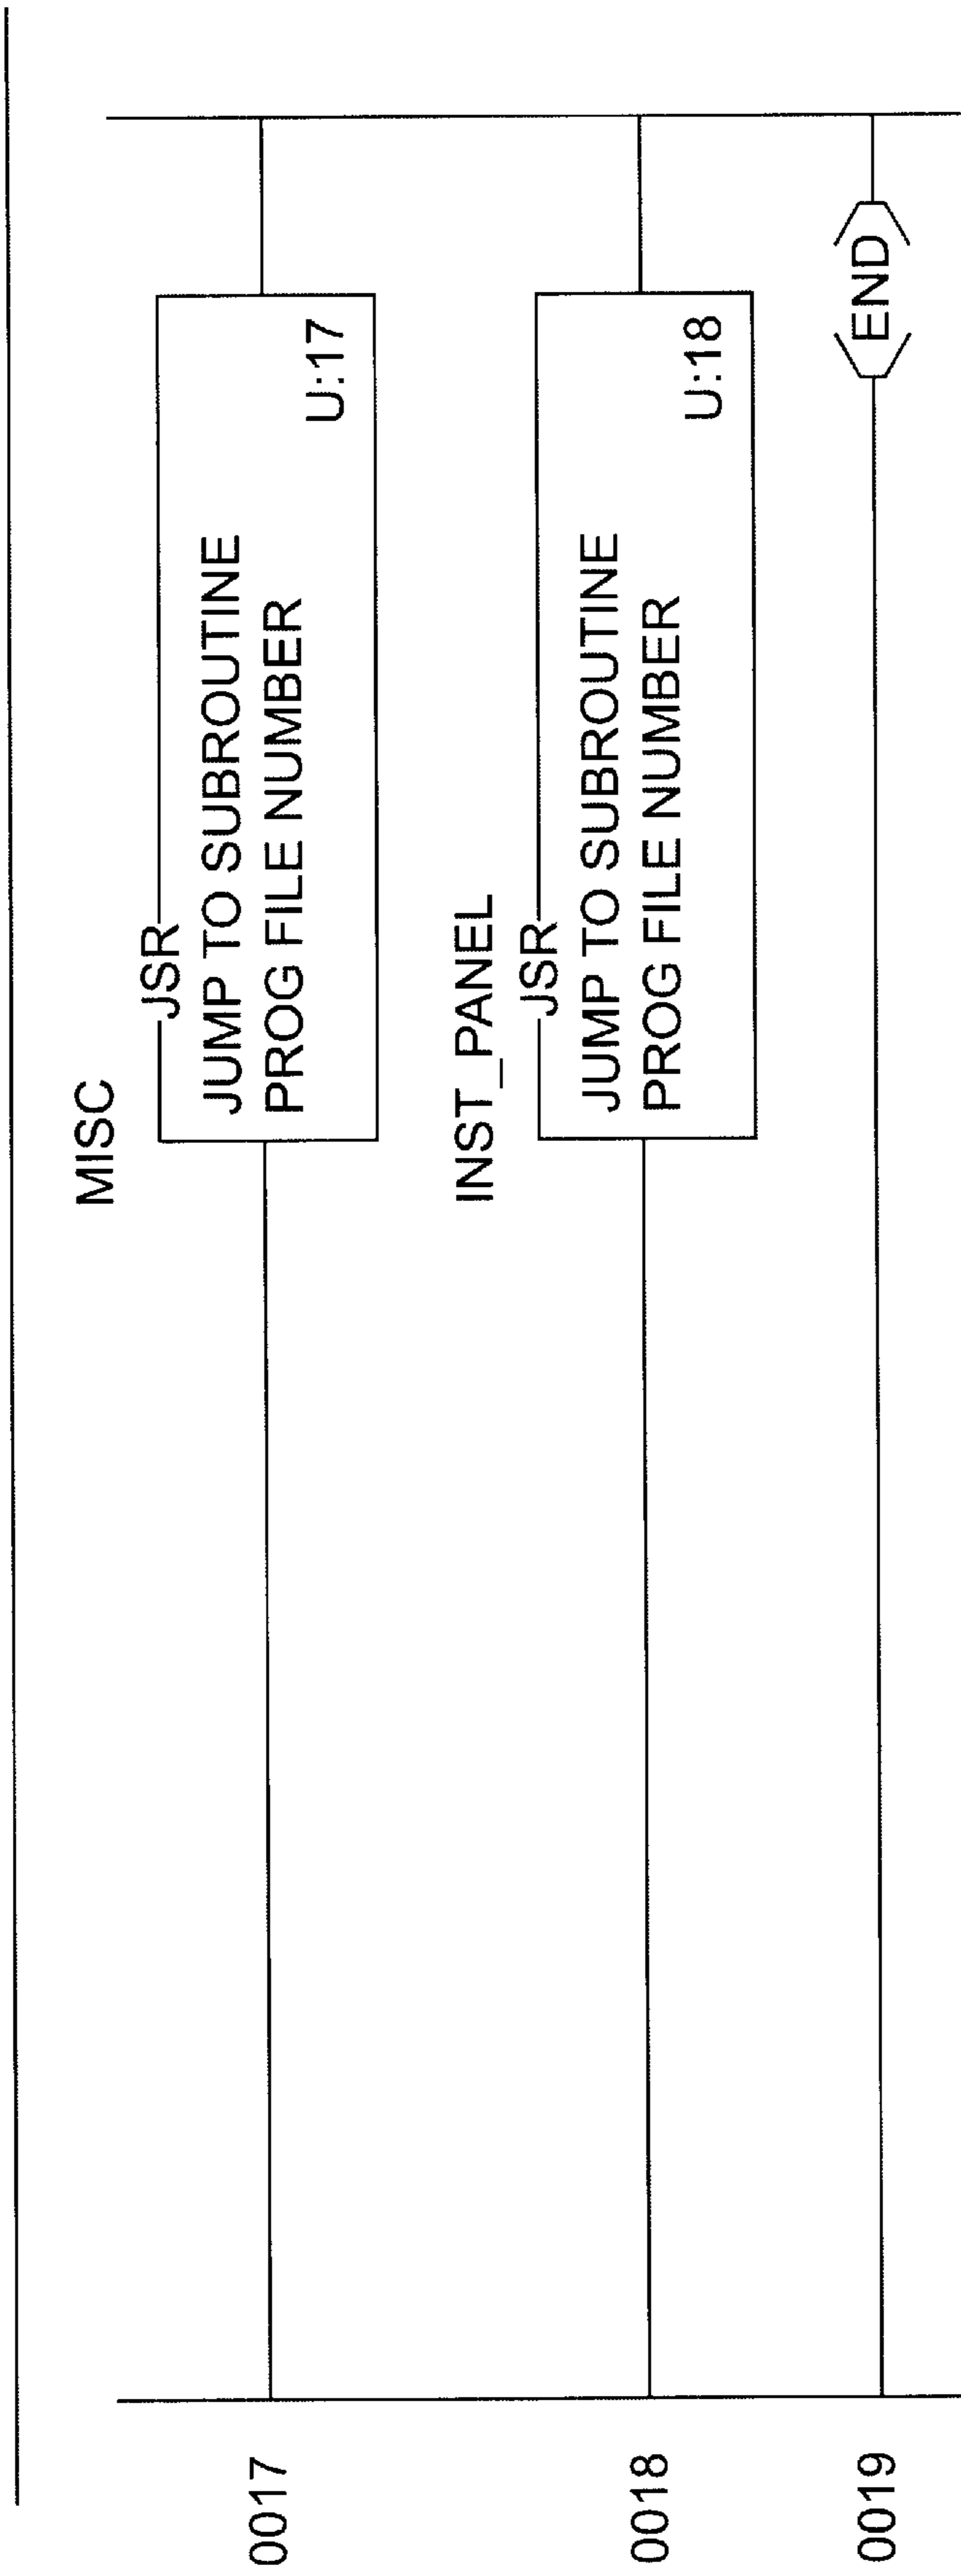 MISC
JSR
JUMP TO SUBROUTINE
PROG FILE NUMBER U:17
0017
INST_PANEL
JSR
JUMP TO SUBROUTINE
PROG FILE NUMBER U:18
0018
0019 END